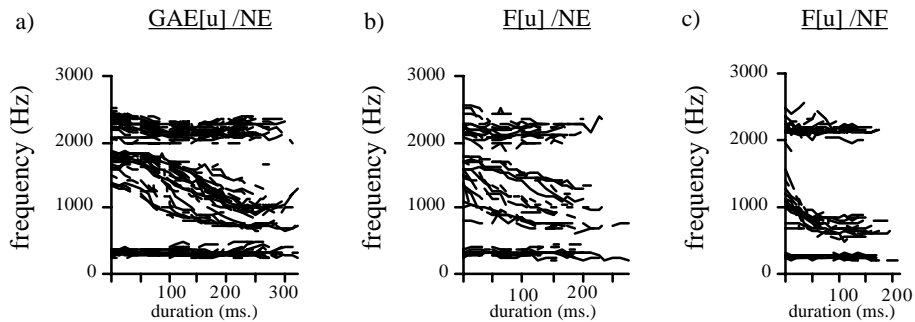 a) GAE[u] /NE
3000
2000
1000
0
frequency (Hz)
100 200 300
duration (ms.)
b) F[u] /NE
3000
2000
1000
0
frequency (Hz)
100 200
duration (ms.)
c) F[u] /NF
3000
2000
1000
0
frequency (Hz)
100 200
duration (ms.)